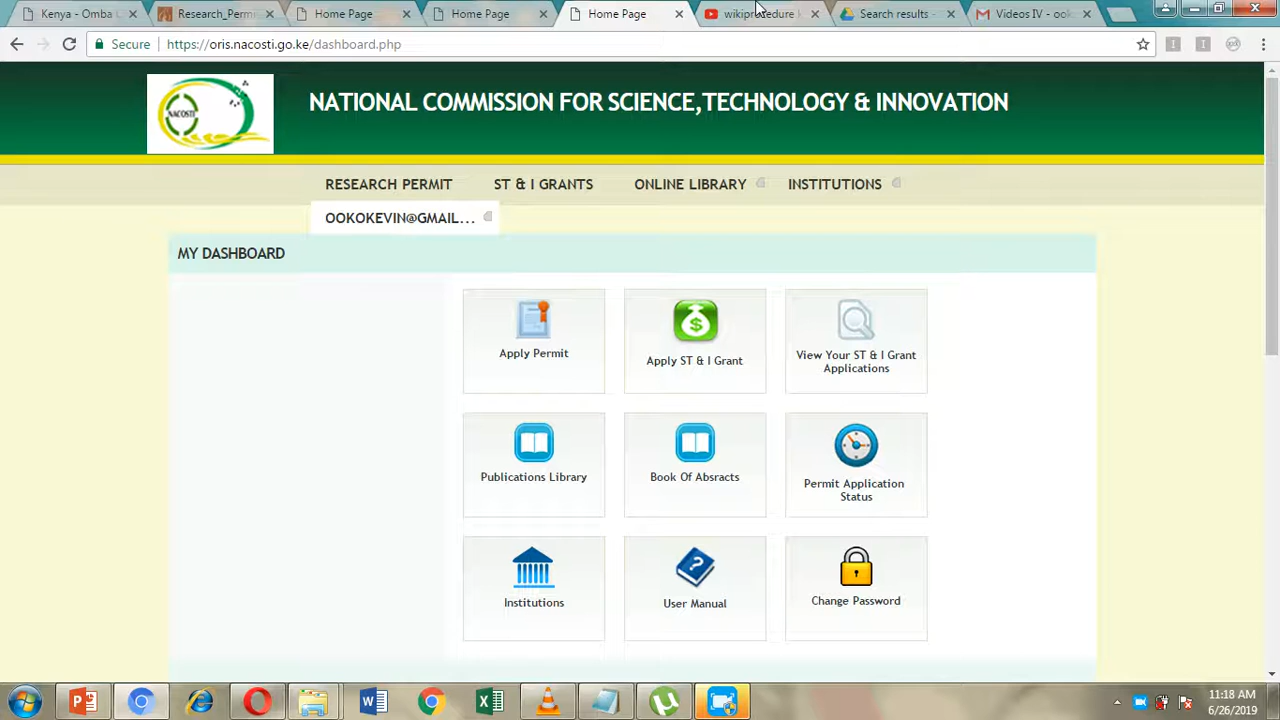 Kenya - Omba U
Research_Permi
Home Page
Home Page
Home Page
wikiprocedure k
Search results -
Videos IV - ook
Secure
https://oris.nacosti.go.ke/dashboard.php
NACOSTI
NATIONAL COMMISSION FOR SCIENCE,TECHNOLOGY & INNOVATION
RESEARCH PERMIT
ST & I GRANTS
ONLINE LIBRARY
INSTITUTIONS
OOKOKEVIN@GMAIL...
MY DASHBOARD
Apply Permit
Apply ST & I Grant
View Your ST & I Grant
Applications
Publications Library
Book Of Absracts
Permit Application
Status
Institutions
User Manual
Change Password
11:18 AM
6/26/2019